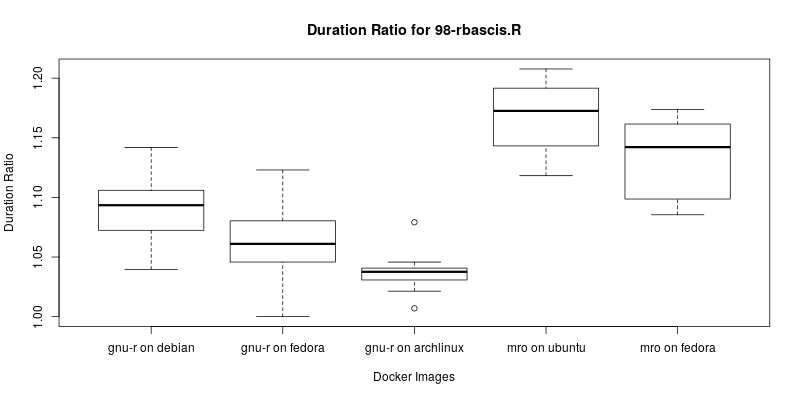 Duration Ratio for 98-rbascis.R
Duration Ratio
1.20
1.15
1.10
1.05
1.00
gnu-r on debian gnu-r on fedora gnu-r on archlinux mro on ubuntu mro on fedora
Docker Images